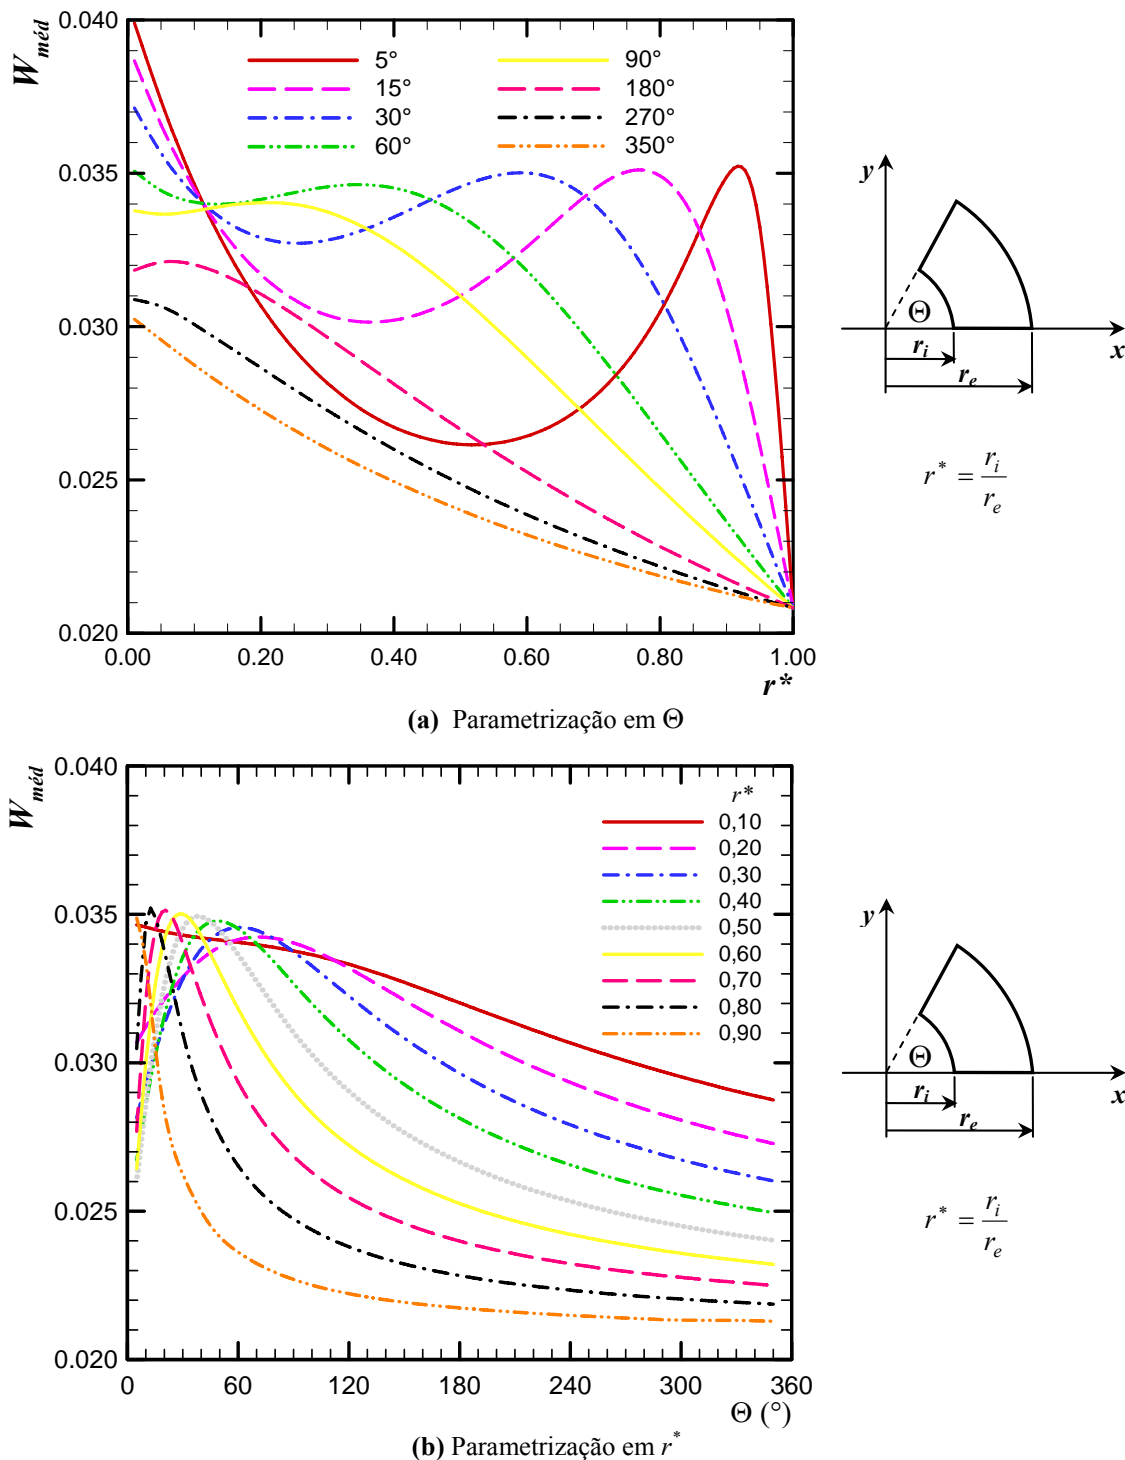 W méd
0.040
0.035
0.030
0.025
0.020
5°
15°
30°
60°
90°
180°
270°
350°
0.00 0.20 0.40 0.60 0.80 1.00
r*
y
Θ
r_i
r_e
x
r* = r_i / r_e
(a) Parametrização em Θ
W méd
0.040
0.035
0.030
0.025
0.020
r*
0,10
0,20
0,30
0,40
0,50
0,60
0,70
0,80
0,90
0 60 120 180 240 300 360
Θ (°)
y
Θ
r_i
r_e
x
r* = r_i / r_e
(b) Parametrização em r*